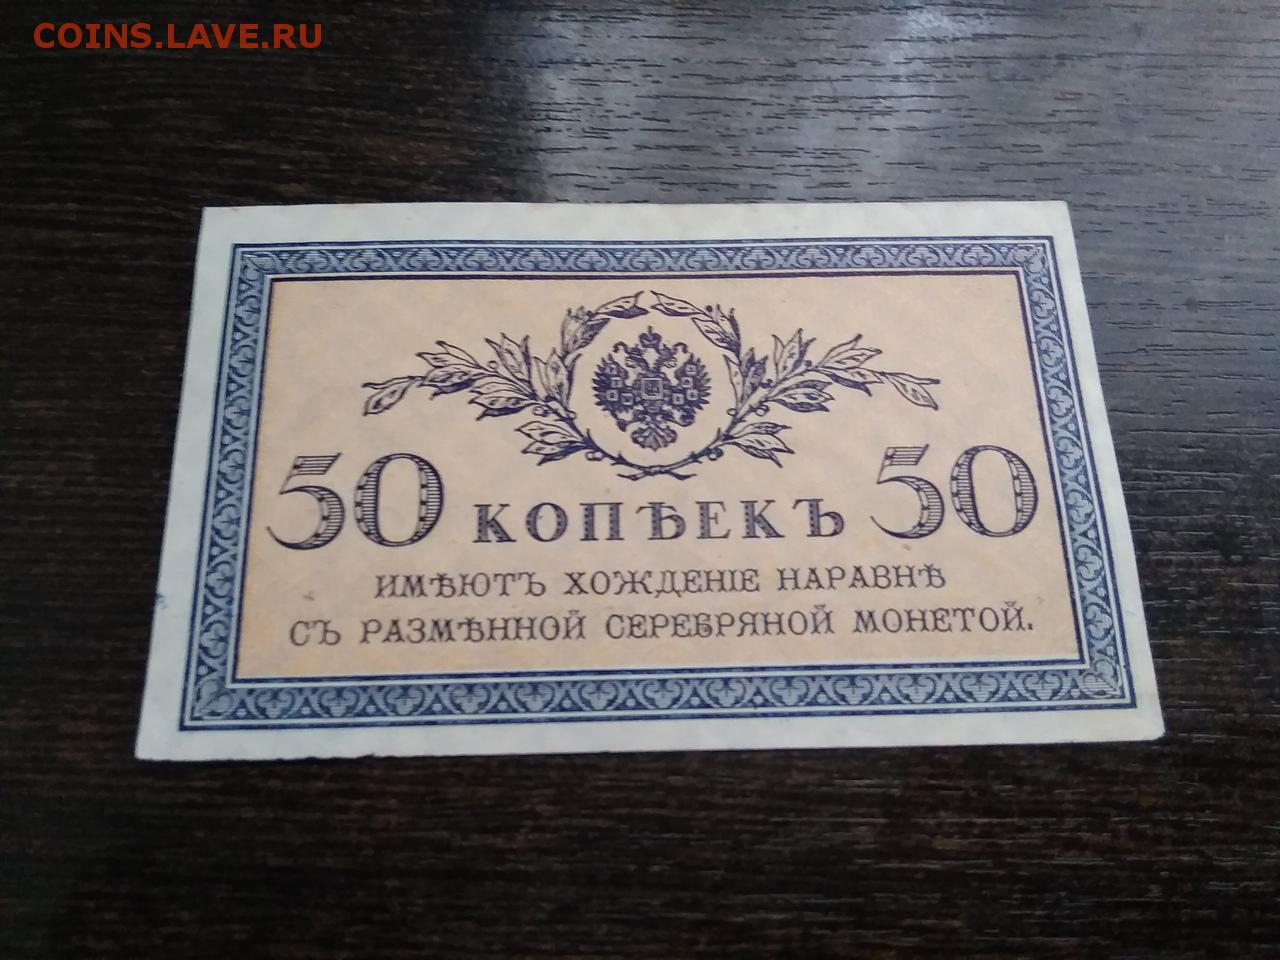 COINS.LAVE.RU
50 КОПѢЕКЪ 50
ИМѢЮТЪ ХОЖДЕНІЕ НАРАВНѢ
СЪ РАЗМѢННОЙ СЕРЕБРЯНОЙ МОНЕТОЙ.